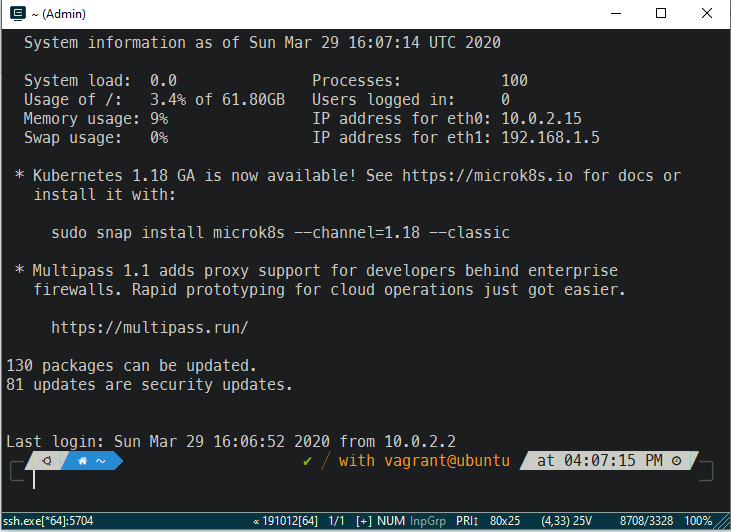 ~ (Admin)
System information as of Sun Mar 29 16:07:14 UTC 2020
System load: 0.0 Processes: 100
Usage of /: 3.4% of 61.80GB Users logged in: 0
Memory usage: 9% IP address for eth0: 10.0.2.15
Swap usage: 0% IP address for eth1: 192.168.1.5
* Kubernetes 1.18 GA is now available! See https://microk8s.io for docs or
install it with:
sudo snap install microk8s --channel=1.18 --classic
* Multipass 1.1 adds proxy support for developers behind enterprise
firewalls. Rapid prototyping for cloud operations just got easier.
https://multipass.run/
130 packages can be updated.
81 updates are security updates.
Last login: Sun Mar 29 16:06:52 2020 from 10.0.2.2
~ ✔ / with vagrant@ubuntu at 04:07:15 PM
ssh.exe[*64]:5704 « 191012[64] 1/1 [+] NUM InpGrp PRI↕ 80x25 (4,33) 25V 8708/3328 100%